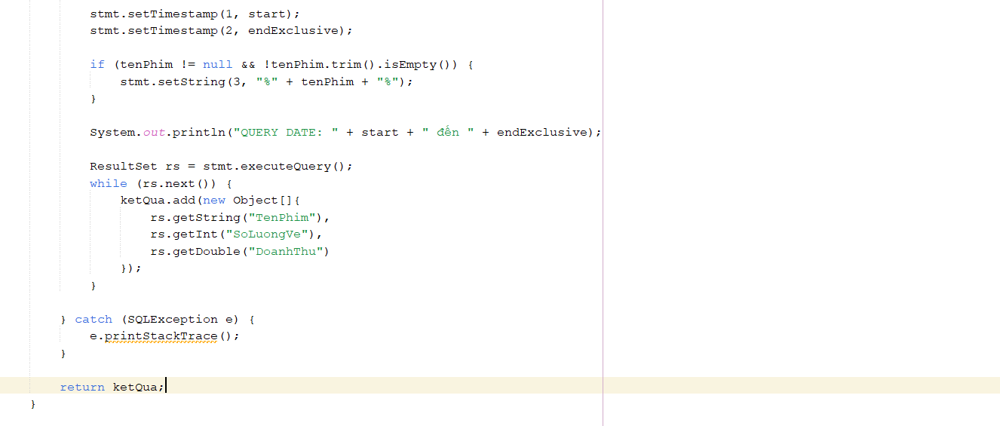 stmt.setTimestamp(1, start);
stmt.setTimestamp(2, endExclusive);
if (tenPhim != null && !tenPhim.trim().isEmpty()) {
stmt.setString(3, "%" + tenPhim + "%");
}
System.out.println("QUERY DATE: " + start + " đến " + endExclusive);
ResultSet rs = stmt.executeQuery();
while (rs.next()) {
ketQua.add(new Object[]{
rs.getString("TenPhim"),
rs.getInt("SoLuongVe"),
rs.getDouble("DoanhThu")
});
}
} catch (SQLException e) {
e.printStackTrace();
}
return ketQua;
}